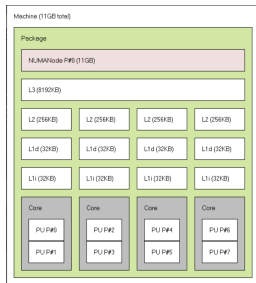 Machine (11GB total)
Package
NUMANode P#0 (11GB)
L3 (8192KB)
L2 (256KB) L2 (256KB) L2 (256KB) L2 (256KB)
L1d (32KB) L1d (32KB) L1d (32KB) L1d (32KB)
L1i (32KB) L1i (32KB) L1i (32KB) L1i (32KB)
Core Core Core Core
PU P#0 PU P#2 PU P#4 PU P#6
PU P#1 PU P#3 PU P#5 PU P#7